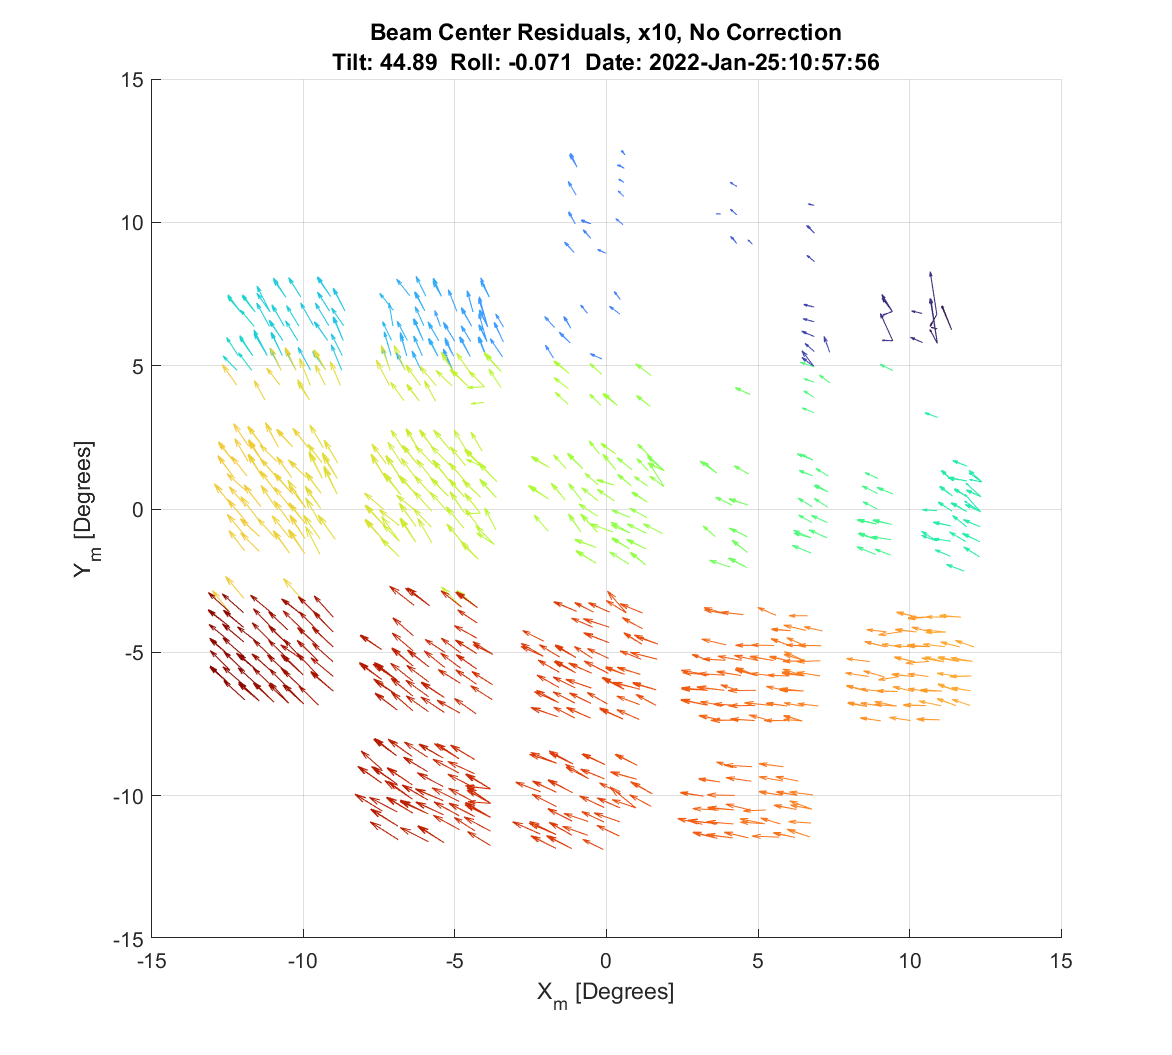 Beam Center Residuals, x10, No Correction
Tilt: 44.89 Roll: -0.071 Date: 2022-Jan-25:10:57:56
15
10
5
0
-5
-10
-15
Y_m [Degrees]
-15 -10 -5 0 5 10 15
X_m [Degrees]